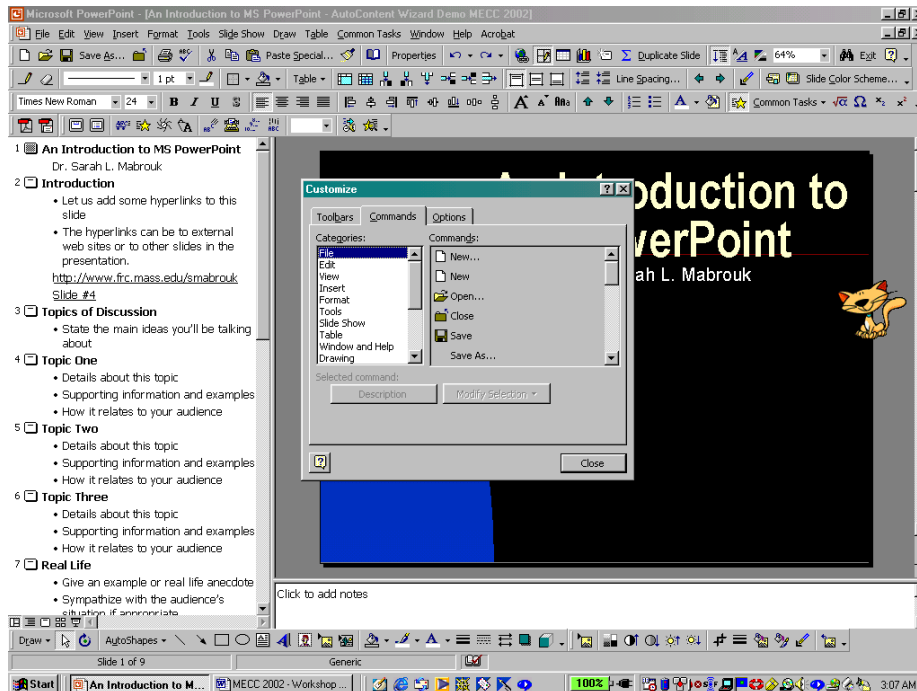 Microsoft PowerPoint - [An Introduction to MS PowerPoint - AutoContent Wizard Demo MECC 2002]
File Edit View Insert Format Tools Slide Show Draw Table Common Tasks Window Help Acrobat
Save As... Paste Special... Properties Duplicate Slide 64% Exit
1 pt Table Line Spacing... Slide Color Scheme...
Times New Roman 24 B I U S Common Tasks
1 An Introduction to MS PowerPoint
Dr. Sarah L. Mabrouk
2 Introduction
• Let us add some hyperlinks to this
slide
• The hyperlinks can be to external
web sites or to other slides in the
presentation.
http://www.frc.mass.edu/smabrouk
Slide #4
3 Topics of Discussion
• State the main ideas you'll be talking
about
4 Topic One
• Details about this topic
• Supporting information and examples
• How it relates to your audience
5 Topic Two
• Details about this topic
• Supporting information and examples
• How it relates to your audience
6 Topic Three
• Details about this topic
• Supporting information and examples
• How it relates to your audience
7 Real Life
• Give an example or real life anecdote
• Sympathize with the audience's
situation if appropriate
oduction to
erPoint
ah L. Mabrouk
Customize
Toolbars Commands Options
Categories: Commands:
File
Edit
View
Insert
Format
Tools
Slide Show
Table
Window and Help
Drawing
New...
New
Open...
Close
Save
Save As...
Selected command:
Description Modify Selection
Close
Click to add notes
Draw AutoShapes
Slide 1 of 9 Generic
Start An Introduction to M... MECC 2002 - Workshop ... 100% 3:07 AM